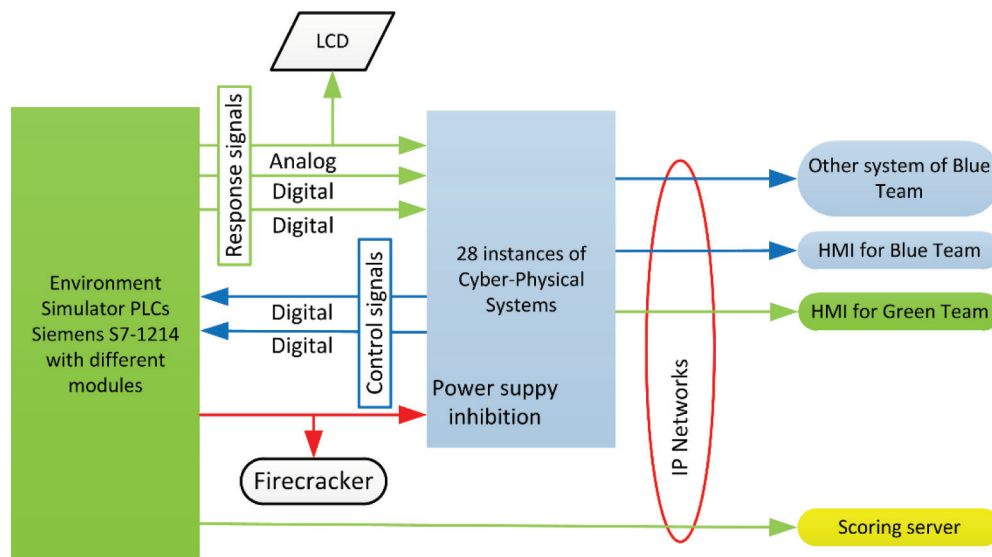 LCD
Response signals
Analog
Digital
Digital
Environment
Simulator PLCs
Siemens S7-1214
with different
modules
Control signals
Digital
Digital
28 instances of
Cyber-Physical
Systems
Power suppy
inhibition
Firecracker
IP Networks
Other system of Blue
Team
HMI for Blue Team
HMI for Green Team
Scoring server